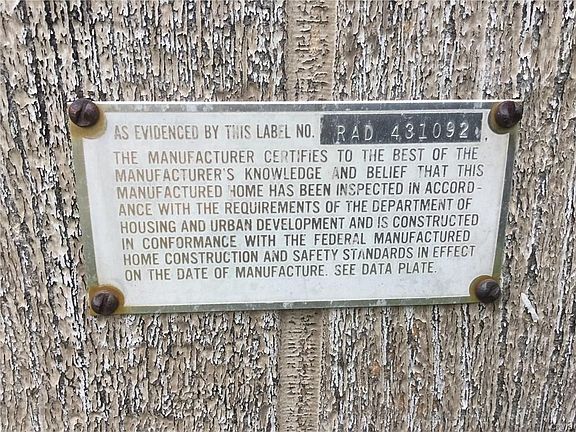 AS EVIDENCED BY THIS LABEL NO. RAD 431092
THE MANUFACTURER CERTIFIES TO THE BEST OF THE
MANUFACTURER'S KNOWLEDGE AND BELIEF THAT THIS
MANUFACTURED HOME HAS BEEN INSPECTED IN ACCORD-
ANCE WITH THE REQUIREMENTS OF THE DEPARTMENT OF
HOUSING AND URBAN DEVELOPMENT AND IS CONSTRUCTED
IN CONFORMANCE WITH THE FEDERAL MANUFACTURED
HOME CONSTRUCTION AND SAFETY STANDARDS IN EFFECT
ON THE DATE OF MANUFACTURE. SEE DATA PLATE.